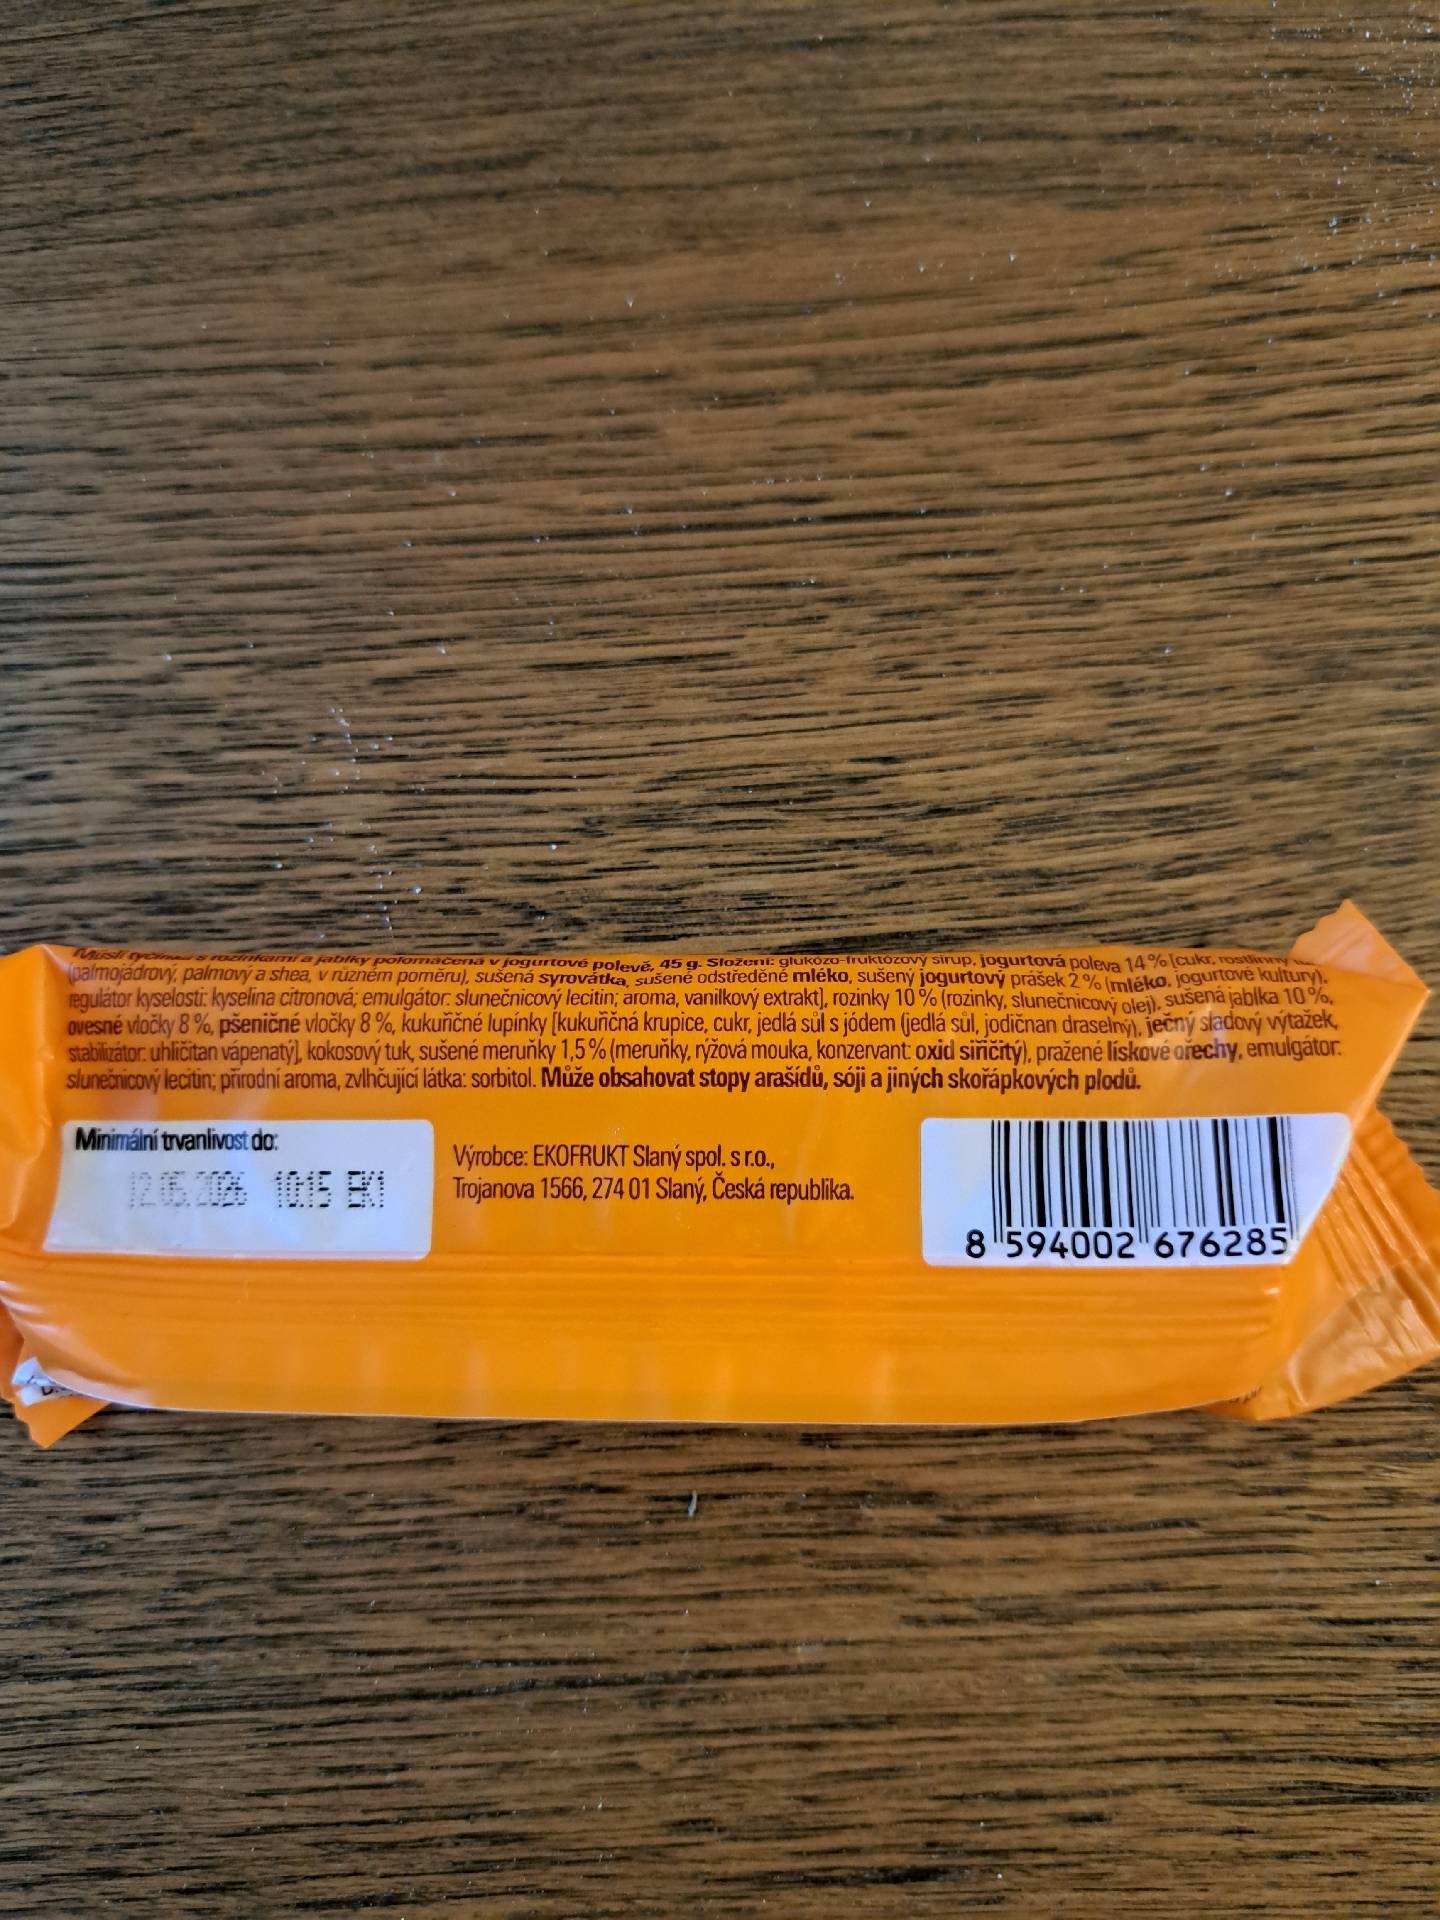 Müsli tyčinka s rozinkami a jablky polomáčená v jogurtové polevě, 45 g. Složení: glukózo-fruktózový sirup, jogurtová poleva 14 % [cukr, rostlinný
(palmojádrový, palmový a shea, v různém poměru), sušená syrovátka, sušené odstředěné mléko, sušený jogurtový prášek 2 % (mléko, jogurtové kultury),
regulátor kyselosti: kyselina citronová; emulgátor: slunečnicový lecitin; aroma, vanilkový extrakt], rozinky 10 % (rozinky, slunečnicový olej), sušená jablka 10 %,
ovesné vločky 8 %, pšeničné vločky 8 %, kukuřičné lupínky [kukuřičná krupice, cukr, jedlá sůl s jódem (jedlá sůl, jodičnan draselný), ječný sladový výtažek,
stabilizátor: uhličitan vápenatý], kokosový tuk, sušené meruňky 1,5 % (meruňky, rýžová mouka, konzervant: oxid siřičitý), pražené lískové ořechy, emulgátor:
slunečnicový lecitin; přírodní aroma, zvlhčující látka: sorbitol. Může obsahovat stopy arašídů, sóji a jiných skořápkových plodů.
Minimální trvanlivost do:
12.05.2026 10:15 EK1
Výrobce: EKOFRUKT Slaný spol. s r.o.,
Trojanova 1566, 274 01 Slaný, Česká republika.
8 594002 676285